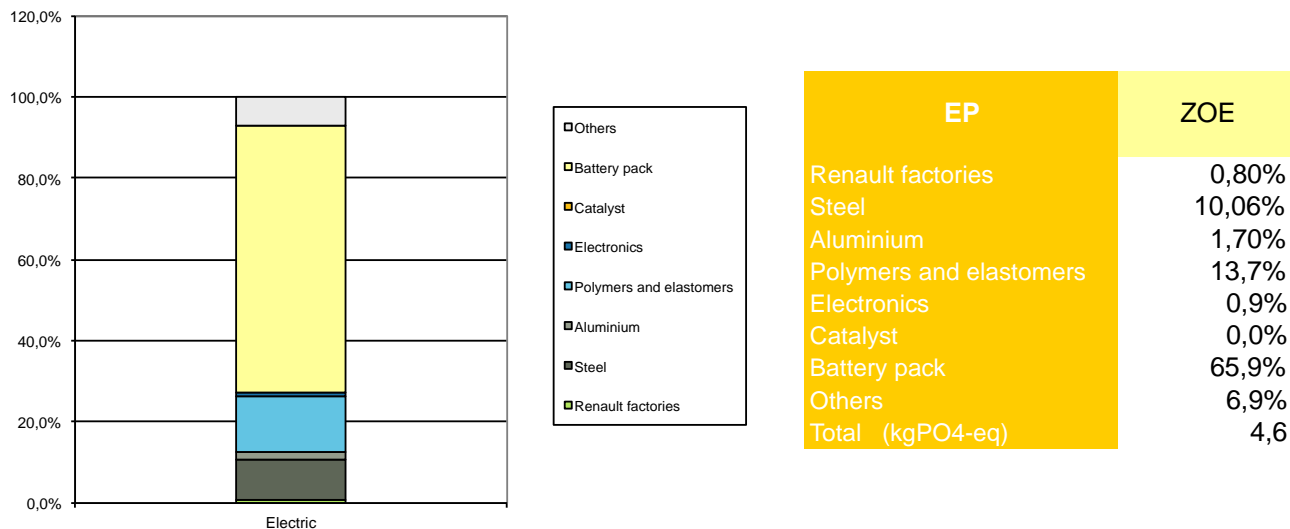 120,0%
100,0%
80,0%
60,0%
40,0%
20,0%
0,0%
Electric
Others
Battery pack
Catalyst
Electronics
Polymers and elastomers
Aluminium
Steel
Renault factories
EP ZOE
Renault factories 0,80%
Steel 10,06%
Aluminium 1,70%
Polymers and elastomers 13,7%
Electronics 0,9%
Catalyst 0,0%
Battery pack 65,9%
Others 6,9%
Total (kgPO4-eq) 4,6